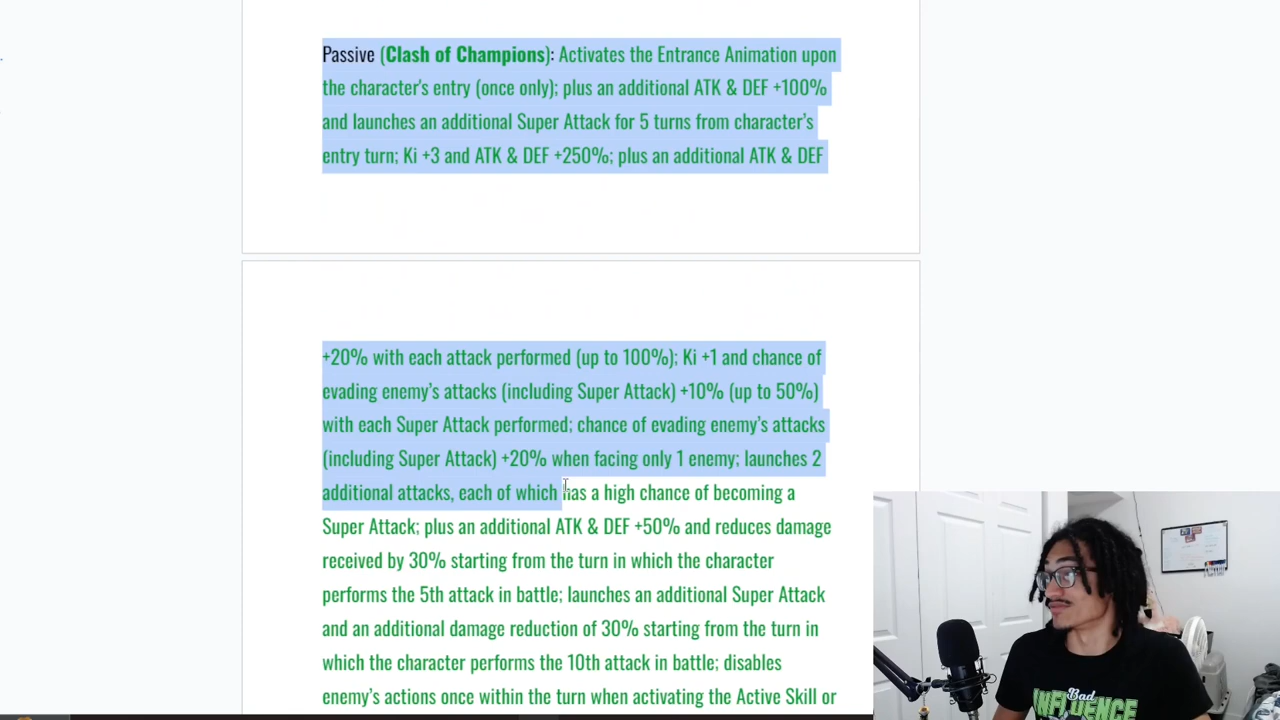 Passive (Clash of Champions): Activates the Entrance Animation upon
the character's entry (once only); plus an additional ATK & DEF +100%
and launches an additional Super Attack for 5 turns from character’s
entry turn; Ki +3 and ATK & DEF +250%; plus an additional ATK & DEF
+20% with each attack performed (up to 100%); Ki +1 and chance of
evading enemy’s attacks (including Super Attack) +10% (up to 50%)
with each Super Attack performed; chance of evading enemy’s attacks
(including Super Attack) +20% when facing only 1 enemy; launches 2
additional attacks, each of which has a high chance of becoming a
Super Attack; plus an additional ATK & DEF +50% and reduces damage
received by 30% starting from the turn in which the character
performs the 5th attack in battle; launches an additional Super Attack
and an additional damage reduction of 30% starting from the turn in
which the character performs the 10th attack in battle; disables
enemy’s actions once within the turn when activating the Active Skill or
Bad
INFLUENCE